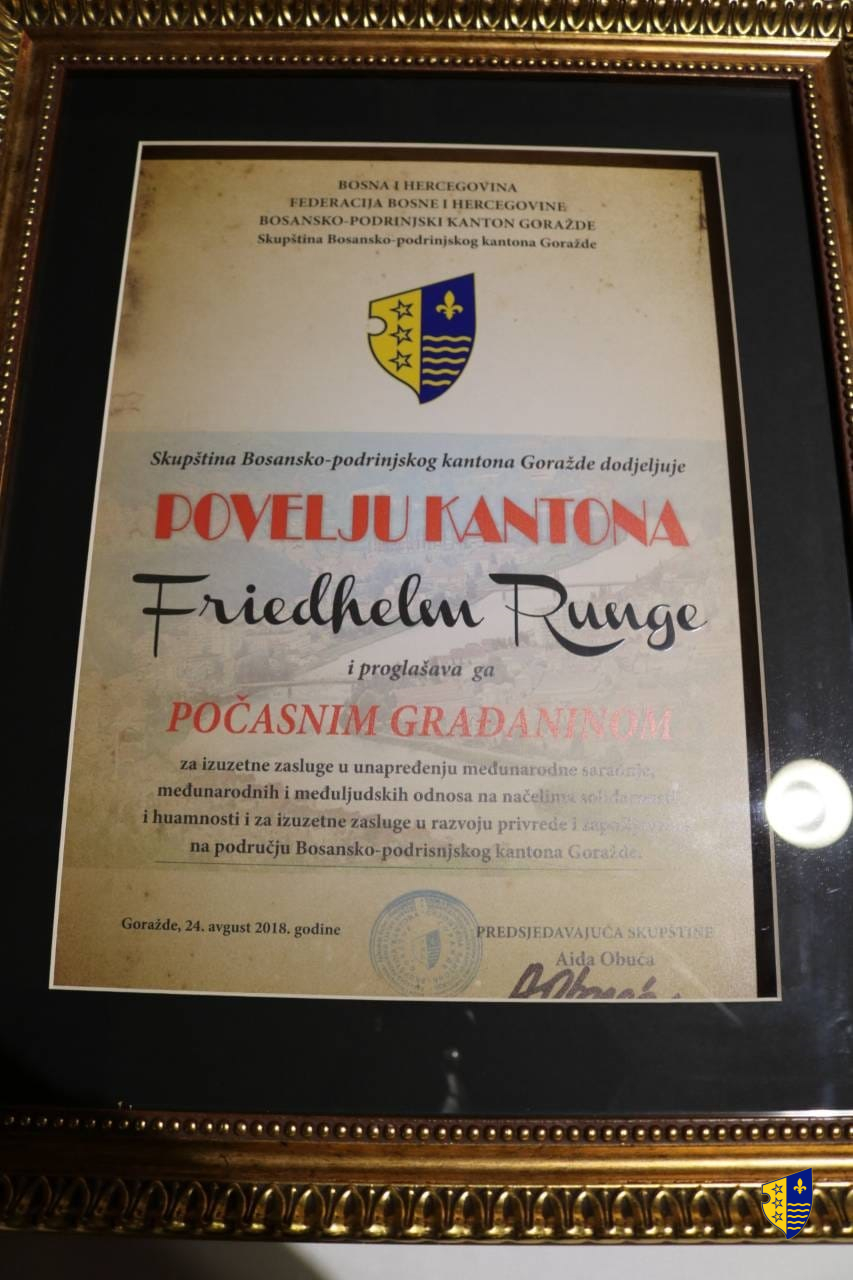 BOSNA I HERCEGOVINA
FEDERACIJA BOSNE I HERCEGOVINE
BOSANSKO-PODRINJSKI KANTON GORAŽDE
Skupština Bosansko-podrinjskog kantona Goražde
Skupština Bosansko-podrinjskog kantona Goražde dodjeljuje
POVELJU KANTONA
Friedhelm Runge
i proglašava ga
POČASNIM GRAĐANINOM
za izuzetne zasluge u unapređenju međunarodne saradnje,
međunarodnih i međuljudskih odnosa na načelima solidarnosti
i huamnosti i za izuzetne zasluge u razvoju privrede i
na području Bosansko-podrisnjskog kantona Goražde.
Goražde, 24. avgust 2018. godine
PREDSJEDAVAJUĆA SKUPŠTINE
Aida Obuća